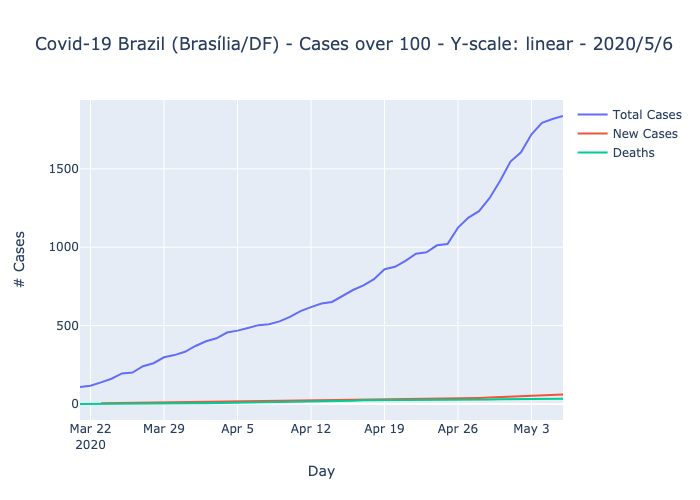 Covid-19 Brazil (Brasília/DF) - Cases over 100 - Y-scale: linear - 2020/5/6
Total Cases
New Cases
Deaths
1500
1000
500
0
# Cases
Mar 22
2020
Mar 29
Apr 5
Apr 12
Apr 19
Apr 26
May 3
Day